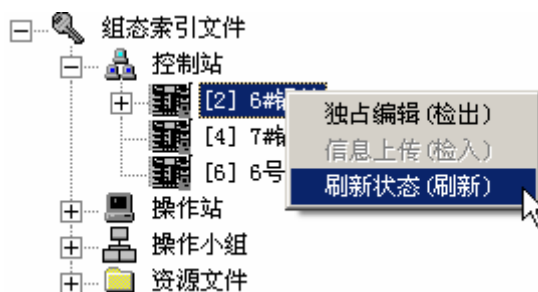 组态索引文件
控制站
[2] 6#
独占编辑(检出)
[4] 7#
信息上传(检入)
[6] 6号
刷新状态(刷新)
操作站
操作小组
资源文件